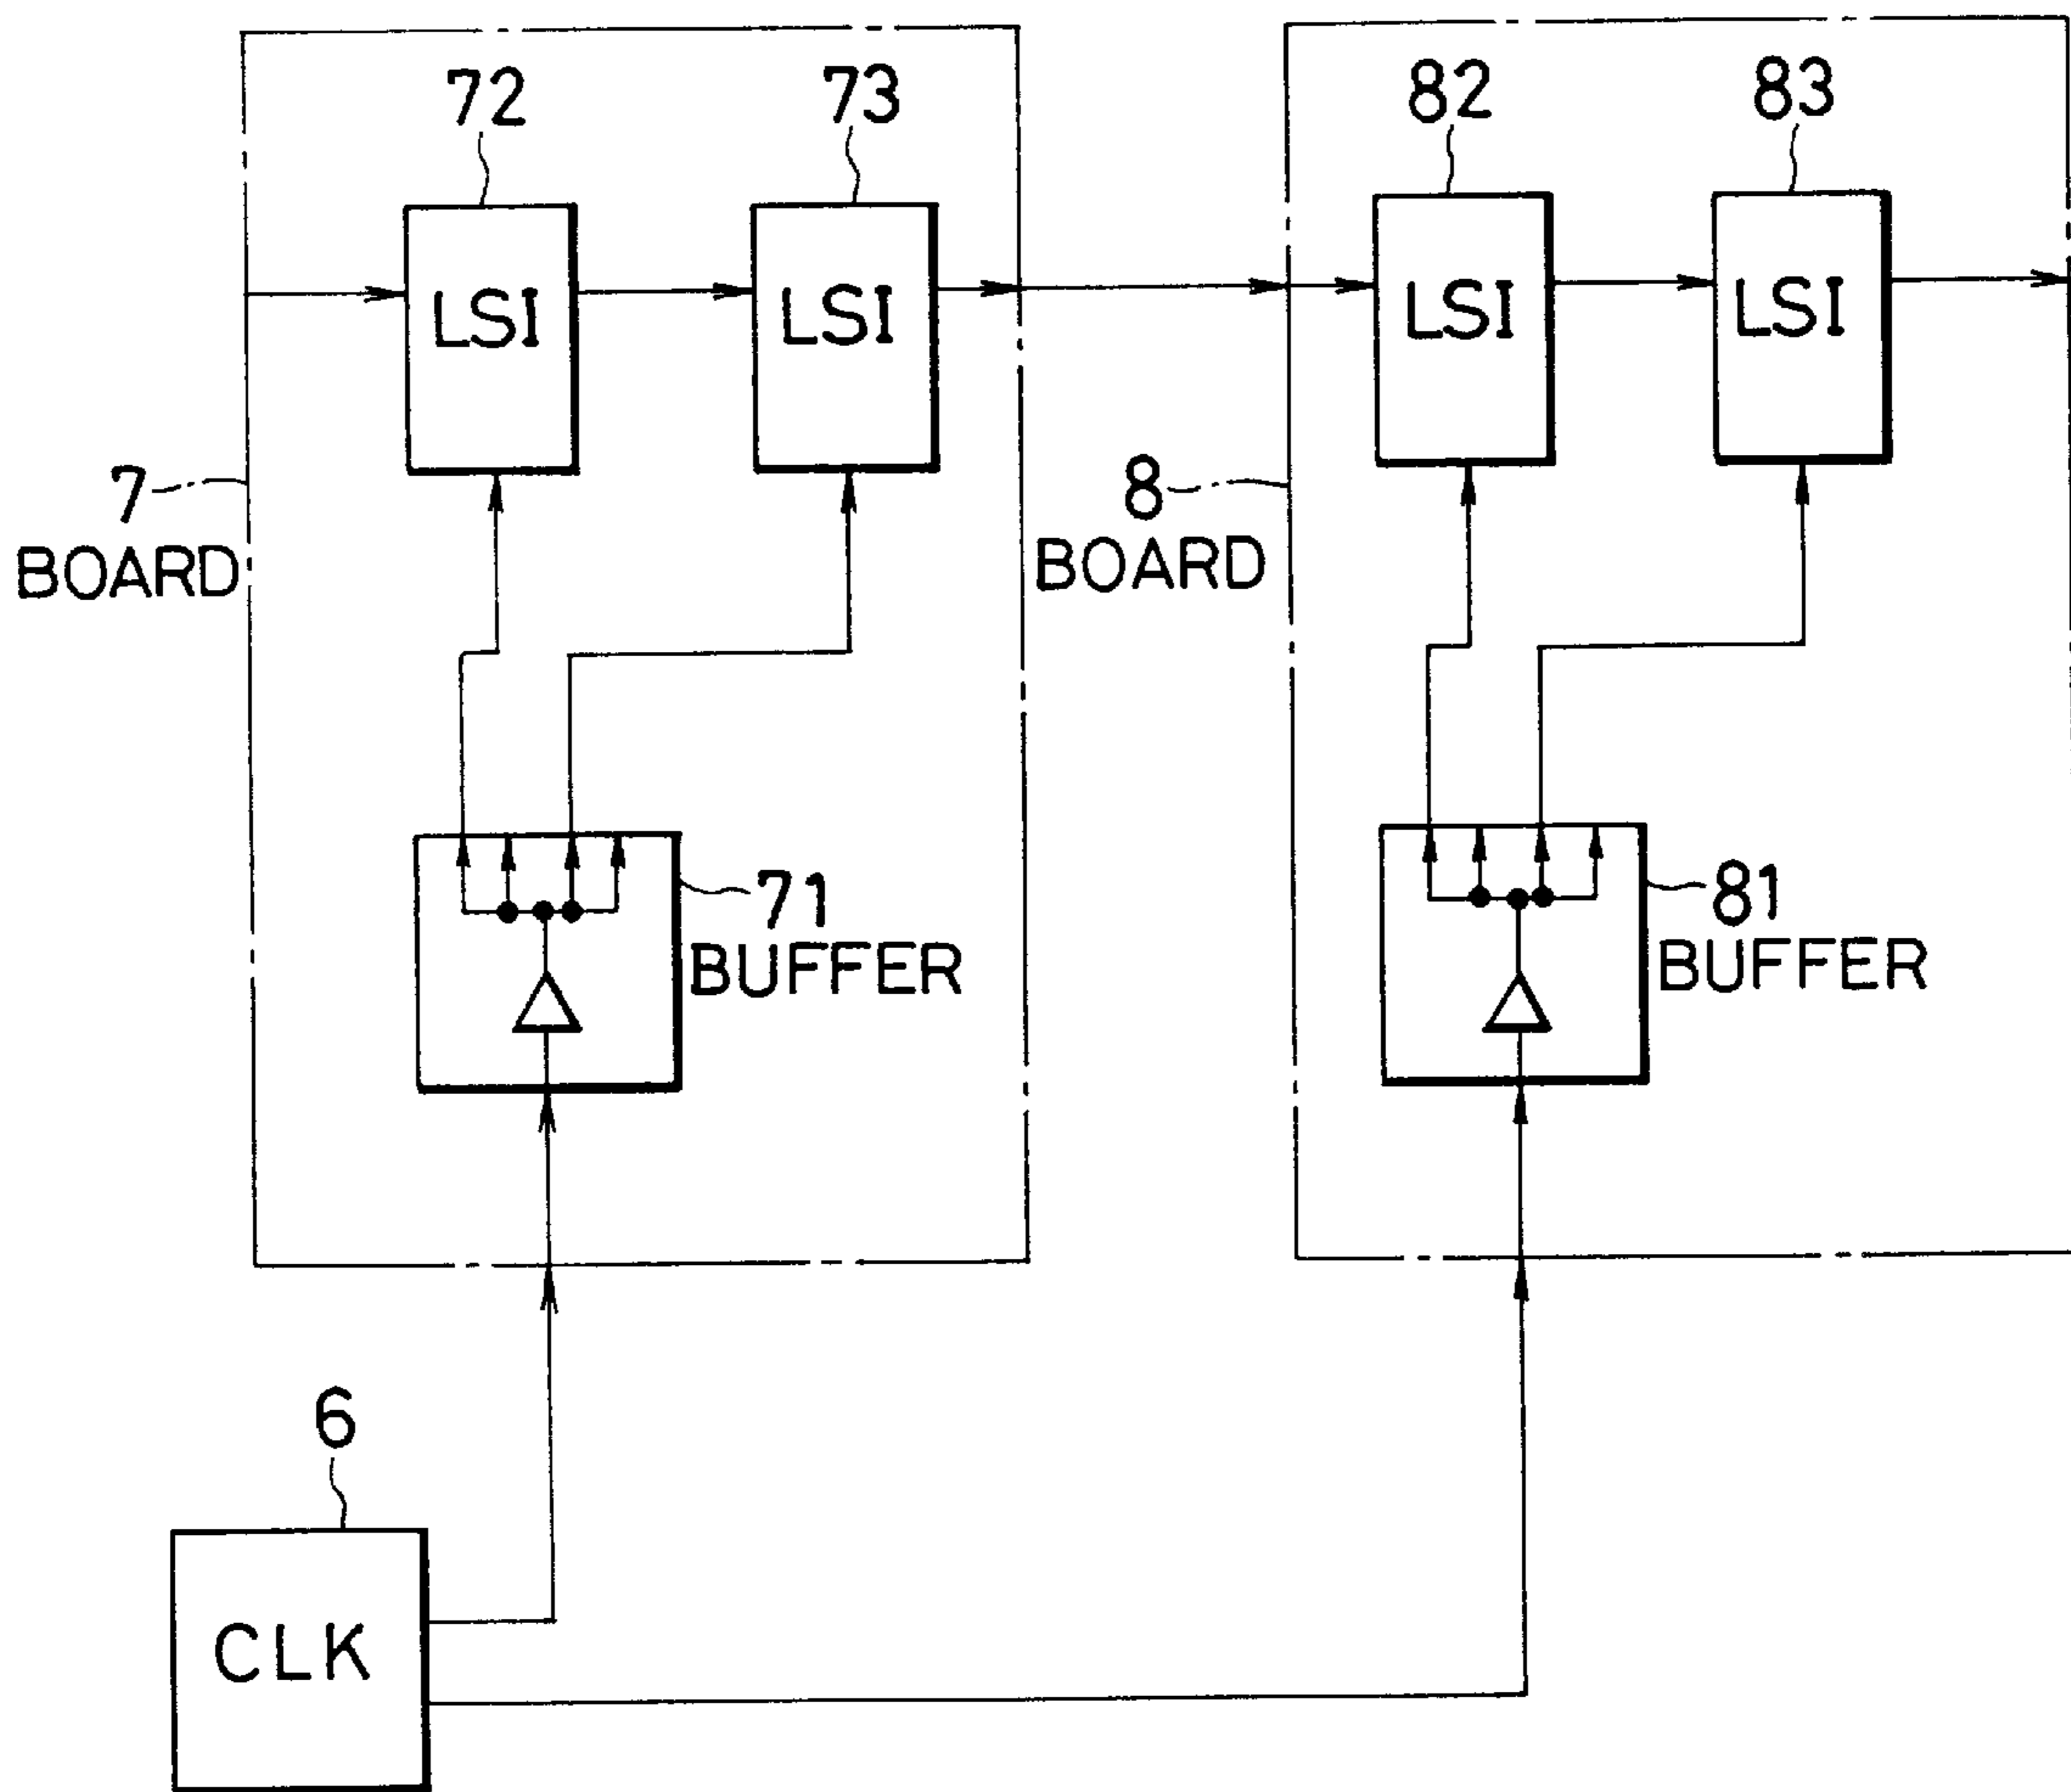 72
73
82
83
LSI
LSI
LSI
LSI
7
BOARD
8
BOARD
71
BUFFER
81
BUFFER
6
CLK